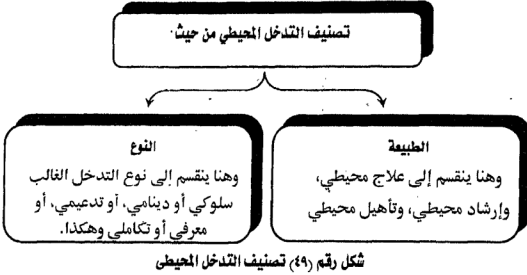 تصنيف التدخل المحيطي من حيث
الطبيعة
وهنا ينقسم إلى علاج محيطي،
وإرشاد محيطي، وتأهيل محيطي
النوع
وهنا ينقسم إلى نوع التدخل الغالب
سلوكي أو دينامي، أو تدعيمي، أو
معرفي أو تكاملي وهكذا.
شكل رقم (٤٩) تصنيف التدخل المحيطى